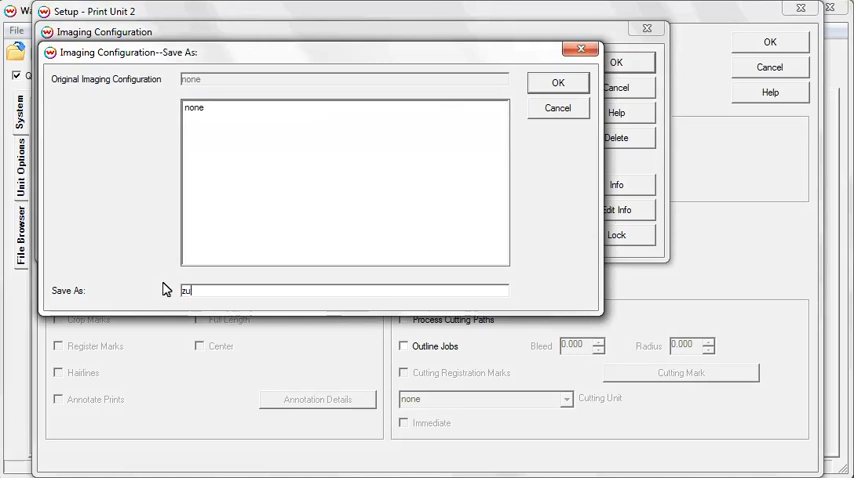 Wa
Setup - Print Unit 2
File
Imaging Configuration
Imaging Configuration--Save As:
Original Imaging Configuration
none
OK
Cancel
none
Save As:
zu
OK
Cancel
Help
Delete
Info
Edit Info
Lock
OK
Cancel
Help
System
Unit Options
File Browser
Crop Marks
Full Length
Register Marks
Center
Hairlines
Annotate Prints
Annotation Details
Process Cutting Paths
Outline Jobs
Bleed
0.000
Radius
0.000
Cutting Registration Marks
Cutting Mark
none
Cutting Unit
Immediate